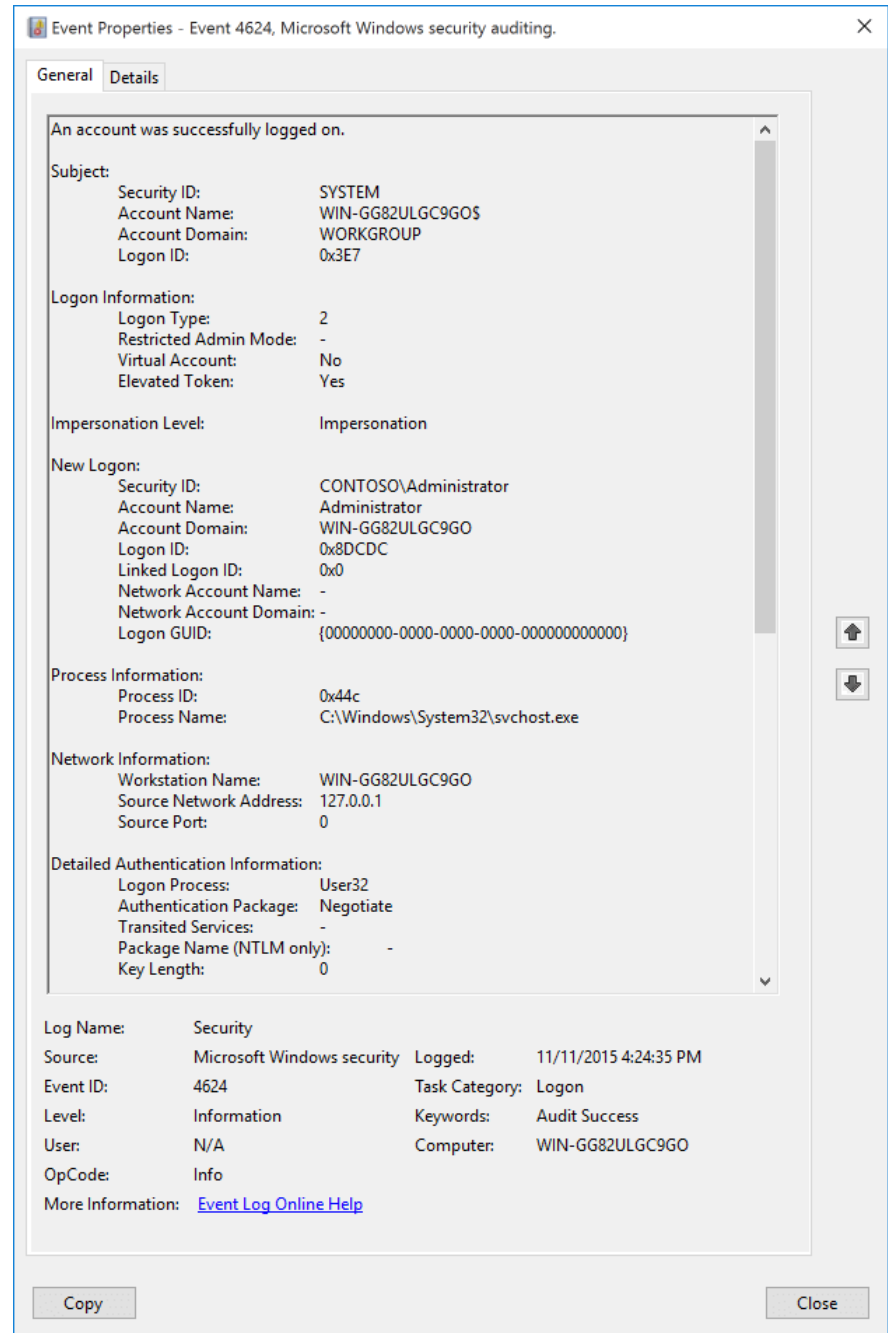 Event Properties - Event 4624, Microsoft Windows security auditing.
General Details
An account was successfully logged on.
Subject:
Security ID: SYSTEM
Account Name: WIN-GG82ULGC9GO$
Account Domain: WORKGROUP
Logon ID: 0x3E7
Logon Information:
Logon Type: 2
Restricted Admin Mode: -
Virtual Account: No
Elevated Token: Yes
Impersonation Level: Impersonation
New Logon:
Security ID: CONTOSO\Administrator
Account Name: Administrator
Account Domain: WIN-GG82ULGC9GO
Logon ID: 0x8DCDC
Linked Logon ID: 0x0
Network Account Name: -
Network Account Domain: -
Logon GUID: {00000000-0000-0000-0000-000000000000}
Process Information:
Process ID: 0x44c
Process Name: C:\Windows\System32\svchost.exe
Network Information:
Workstation Name: WIN-GG82ULGC9GO
Source Network Address: 127.0.0.1
Source Port: 0
Detailed Authentication Information:
Logon Process: User32
Authentication Package: Negotiate
Transited Services: -
Package Name (NTLM only): -
Key Length: 0
Log Name: Security
Source: Microsoft Windows security Logged: 11/11/2015 4:24:35 PM
Event ID: 4624 Task Category: Logon
Level: Information Keywords: Audit Success
User: N/A Computer: WIN-GG82ULGC9GO
OpCode: Info
More Information: Event Log Online Help
Copy Close